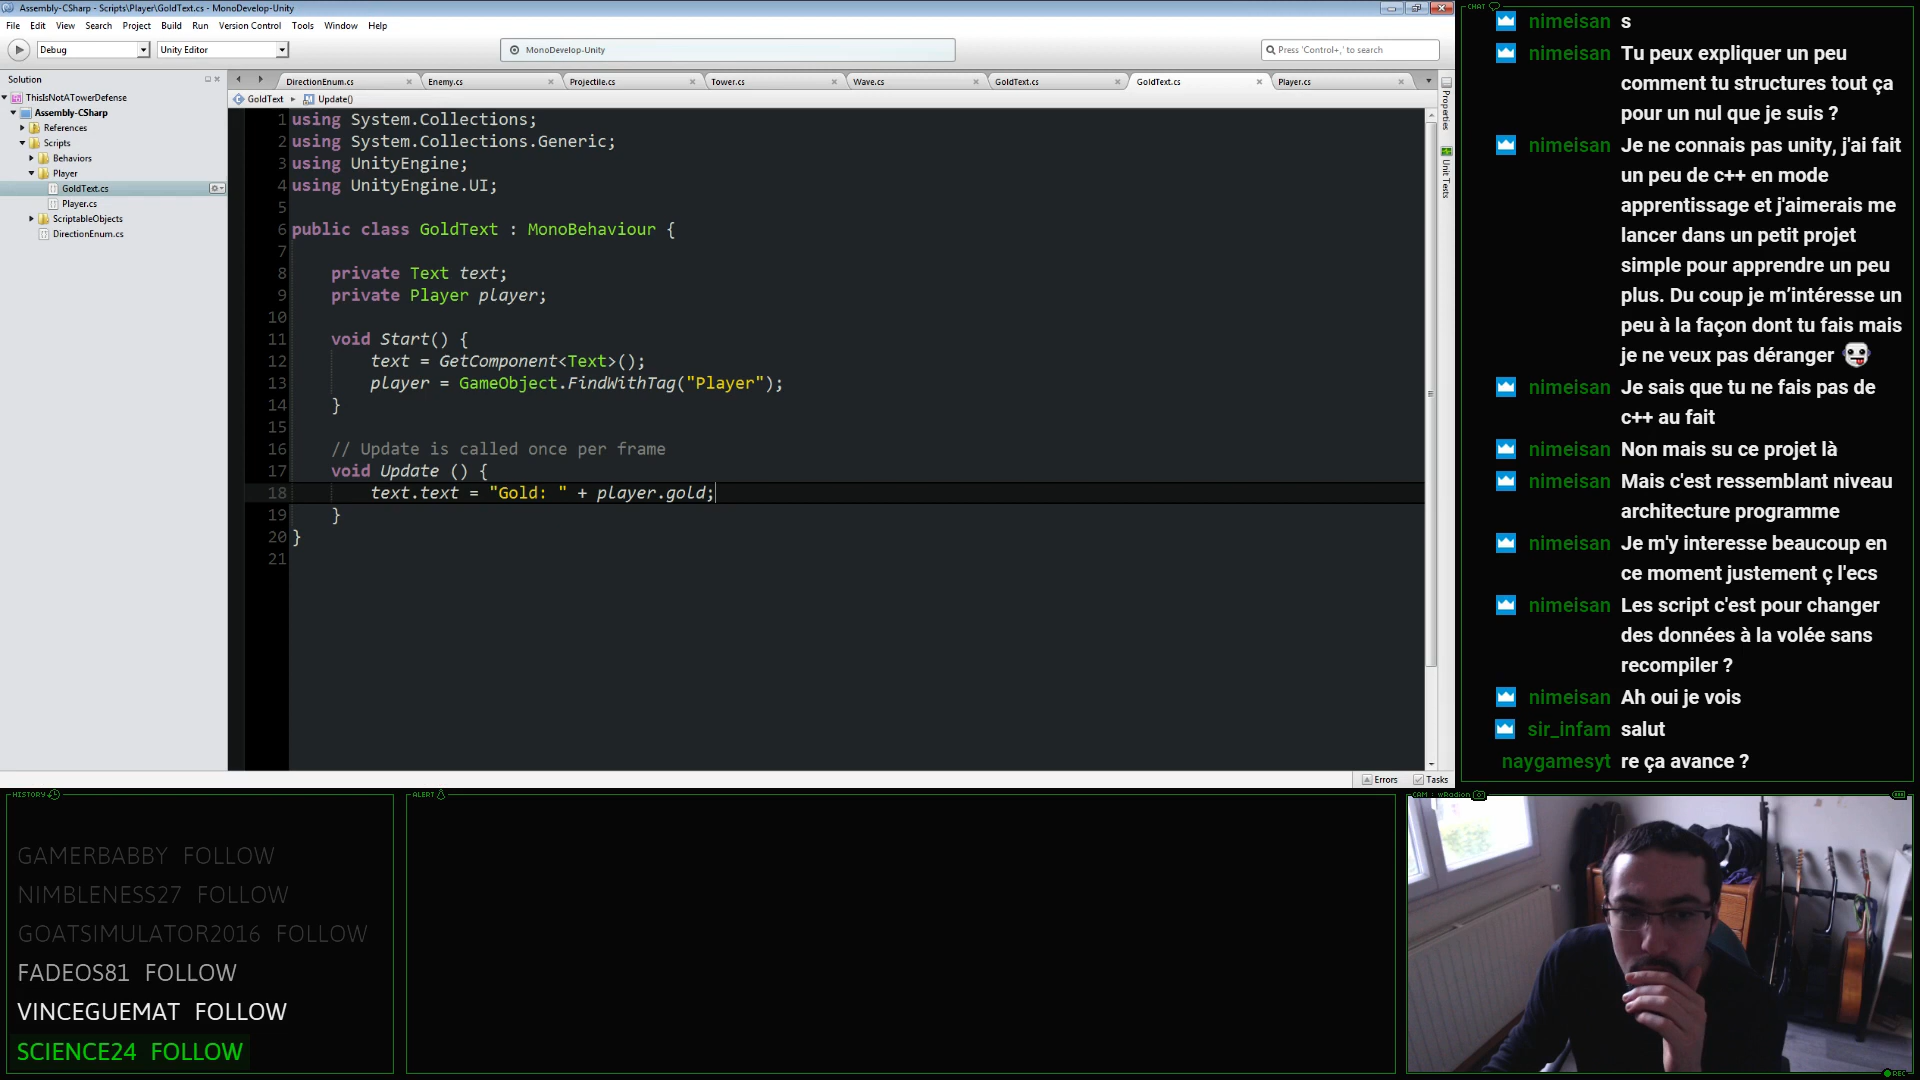 Assembly-CSharp - Scripts\Player\GoldText.cs - MonoDevelop-Unity
File Edit View Search Project Build Run Version Control Tools Window Help
Debug
Unity Editor
MonoDevelop-Unity
Press 'Control+,' to search
Solution
ThisIsNotATowerDefense
Assembly-CSharp
References
Scripts
Behaviors
Player
GoldText.cs
Player.cs
ScriptableObjects
DirectionEnum.cs
DirectionEnum.cs
Enemy.cs
Projectile.cs
Tower.cs
Wave.cs
GoldText.cs
GoldText.cs
Player.cs
GoldText
Update()
1 using System.Collections;
2 using System.Collections.Generic;
3 using UnityEngine;
4 using UnityEngine.UI;
5
6 public class GoldText : MonoBehaviour {
7
8 private Text text;
9 private Player player;
10
11 void Start() {
12 text = GetComponent<Text>();
13 player = GameObject.FindWithTag("Player");
14 }
15
16 // Update is called once per frame
17 void Update () {
18 text.text = "Gold: " + player.gold;
19 }
20 }
21
Properties
Unit Tests
Errors
Tasks
CHAT
nimeisan s
nimeisan Tu peux expliquer un peu
comment tu structures tout ça
pour un nul que je suis ?
nimeisan Je ne connais pas unity, j'ai fait
un peu de c++ en mode
apprentissage et j'aimerais me
lancer dans un petit projet
simple pour apprendre un peu
plus. Du coup je m’intéresse un
peu à la façon dont tu fais mais
je ne veux pas déranger
nimeisan Je sais que tu ne fais pas de
c++ au fait
nimeisan Non mais su ce projet là
nimeisan Mais c'est ressemblant niveau
architecture programme
nimeisan Je m'y interesse beaucoup en
ce moment justement ç l'ecs
nimeisan Les script c'est pour changer
des données à la volée sans
recompiler ?
nimeisan Ah oui je vois
sir_infam salut
naygamesyt re ça avance ?
HISTORY
GAMERBABBY FOLLOW
NIMBLENESS27 FOLLOW
GOATSIMULATOR2016 FOLLOW
FADEOS81 FOLLOW
VINCEGUEMAT FOLLOW
SCIENCE24 FOLLOW
ALERT
CAM : wRadion
REC